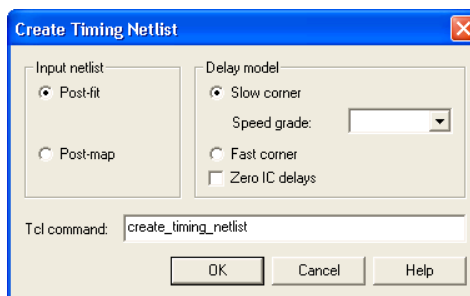 Create Timing Netlist
Input netlist
Post-fit
Post-map
Delay model
Slow corner
Speed grade:
Fast corner
Zero IC delays
Tcl command: create_timing_netlist
OK Cancel Help